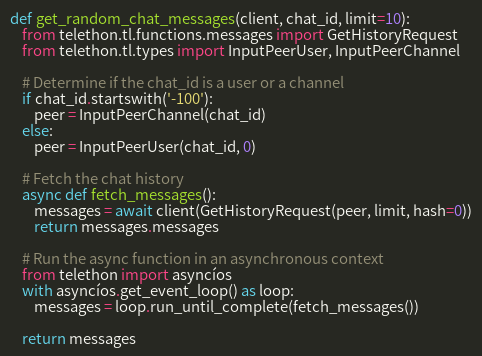 def get_random_chat_messages(client, chat_id, limit=10):
    from telethon.tl.functions.messages import GetHistoryRequest
    from telethon.tl.types import InputPeerUser, InputPeerChannel

    # Determine if the chat_id is a user or a channel
    if chat_id.startswith('-100'):
        peer = InputPeerChannel(chat_id)
    else:
        peer = InputPeerUser(chat_id, 0)

    # Fetch the chat history
    async def fetch_messages():
        messages = await client(GetHistoryRequest(peer, limit, hash=0))
        return messages.messages

    # Run the async function in an asynchronous context
    from telethon import asyncíos
    with asyncíos.get_event_loop() as loop:
        messages = loop.run_until_complete(fetch_messages())

    return messages